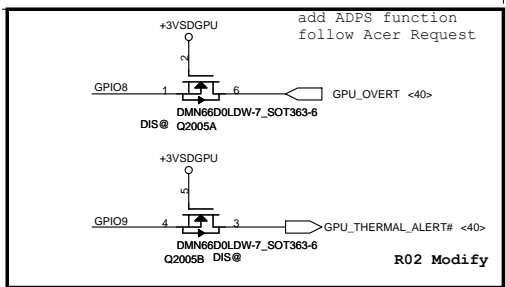 add ADPS function
follow Acer Request
+3VSDGPU
2
GPIO8 1 6 GPU_OVERT <40>
DMN66D0LDW-7_SOT363-6
DIS@ Q2005A
+3VSDGPU
5
GPIO9 4 3 GPU_THERMAL_ALERT# <40>
DMN66D0LDW-7_SOT363-6
Q2005B DIS@
R02 Modify